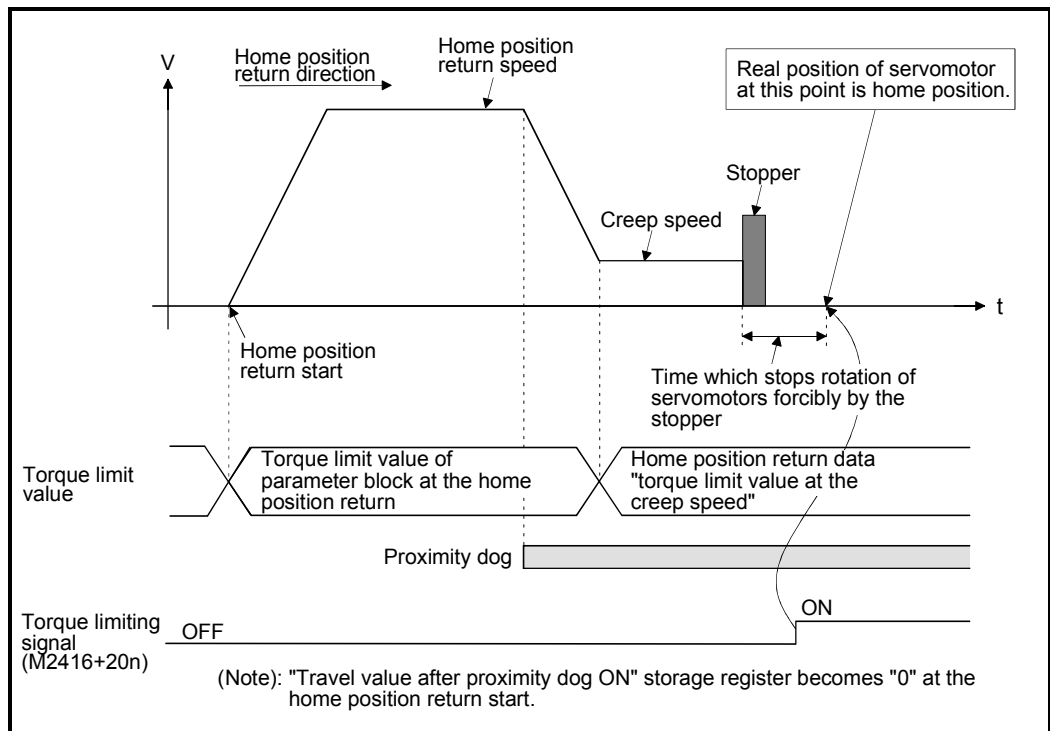 V
Home position
return direction
Home position
return speed
Real position of servomotor
at this point is home position.
Stopper
Creep speed
t
Home position
return start
Time which stops rotation of
servomotors forcibly by the
stopper
Torque limit
value
Torque limit value of
parameter block at the home
position return
Home position return data
"torque limit value at the
creep speed"
Proximity dog
ON
Torque limiting
signal
(M2416+20n)
OFF
(Note): "Travel value after proximity dog ON" storage register becomes "0" at the
home position return start.